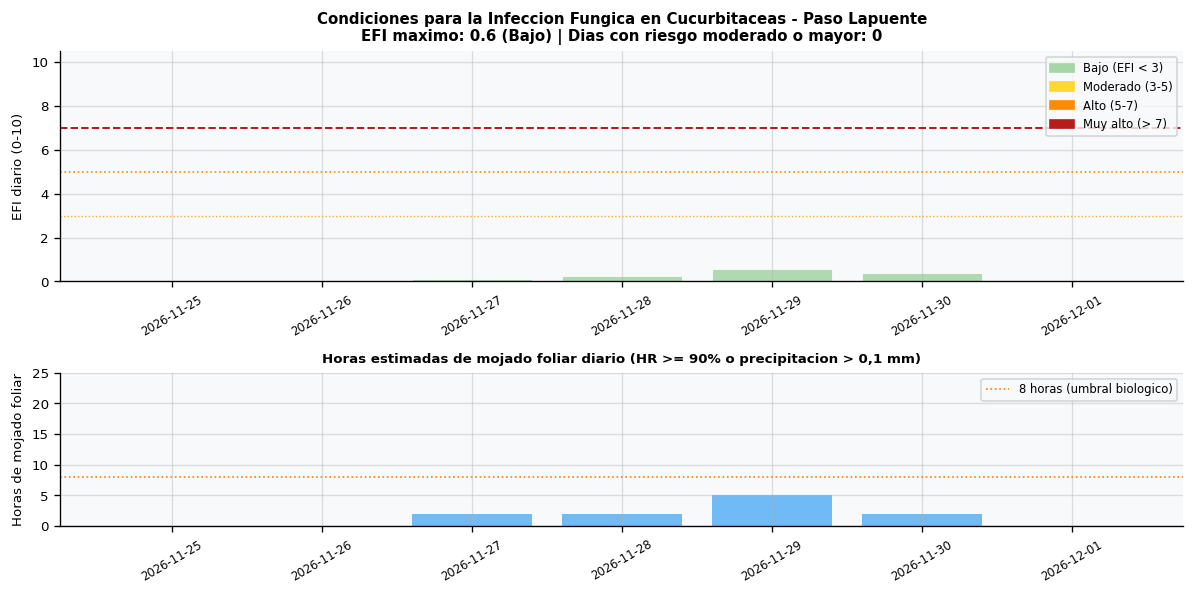 Condiciones para la Infeccion Fungica en Cucurbitaceas - Paso Lapuente
EFI maximo: 0.6 (Bajo) | Dias con riesgo moderado o mayor: 0
EFI diario (0-10)
10
8
6
4
2
0
Bajo (EFI < 3)
Moderado (3-5)
Alto (5-7)
Muy alto (> 7)
2026-11-25
2026-11-26
2026-11-27
2026-11-28
2026-11-29
2026-11-30
2026-12-01
Horas estimadas de mojado foliar diario (HR >= 90% o precipitacion > 0,1 mm)
Horas de mojado foliar
25
20
15
10
5
0
8 horas (umbral biologico)
2026-11-25
2026-11-26
2026-11-27
2026-11-28
2026-11-29
2026-11-30
2026-12-01